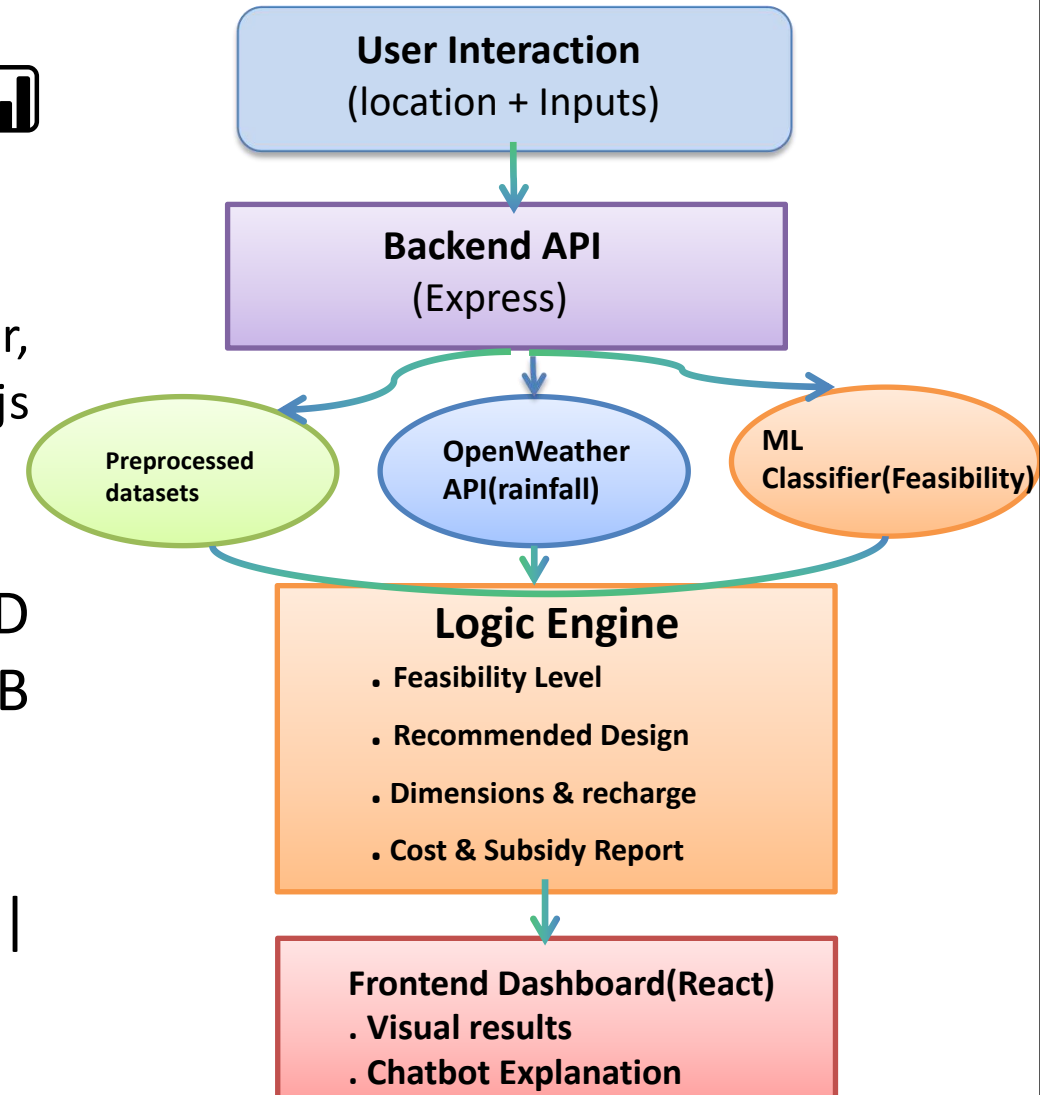 User Interaction
(location + Inputs)
Backend API
(Express)
r,
js
Preprocessed
datasets
OpenWeather
API(rainfall)
ML
Classifier(Feasibility)
D
B
Logic Engine
. Feasibility Level
. Recommended Design
. Dimensions & recharge
. Cost & Subsidy Report
|
Frontend Dashboard(React)
. Visual results
. Chatbot Explanation